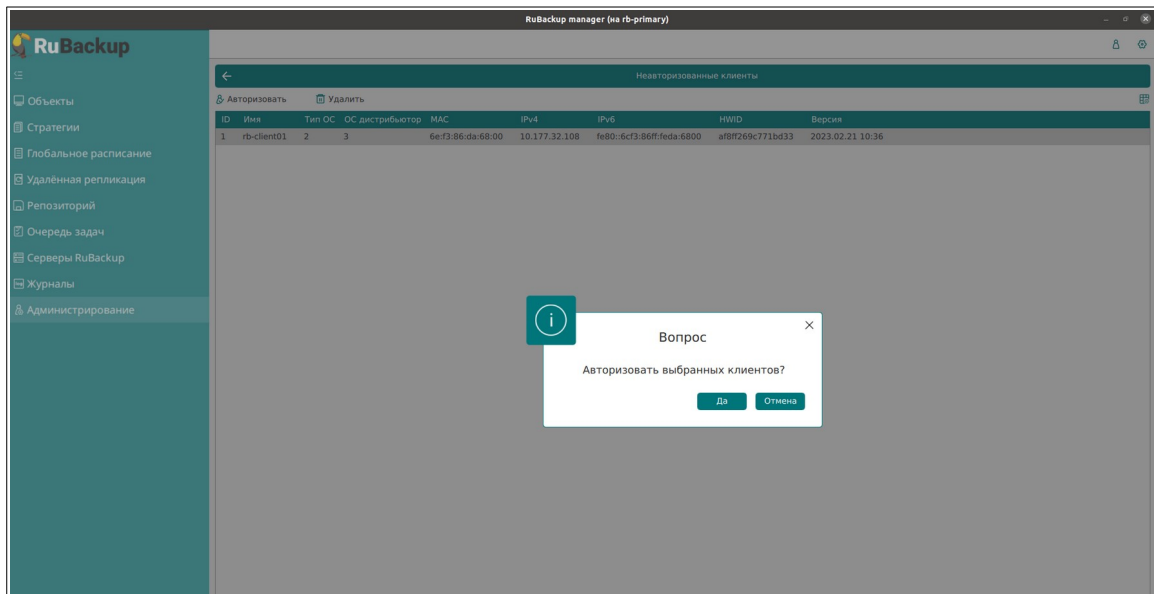 RuBackup manager (на rb-primary)
RuBackup
Объекты
Стратегии
Глобальное расписание
Удалённая репликация
Репозиторий
Очередь задач
Серверы RuBackup
Журналы
Администрирование
Неавторизованные клиенты
Авторизовать Удалить
ID Имя Тип ОС ОС дистрибьютор MAC IPv4 IPv6 HWID Версия
1 rb-client01 2 3 6e:f3:86:da:68:00 10.177.32.108 fe80::6cf3:86ff:feda:6800 af8ff269c771bd33 2023.02.21 10:36
Вопрос
Авторизовать выбранных клиентов?
Да Отмена